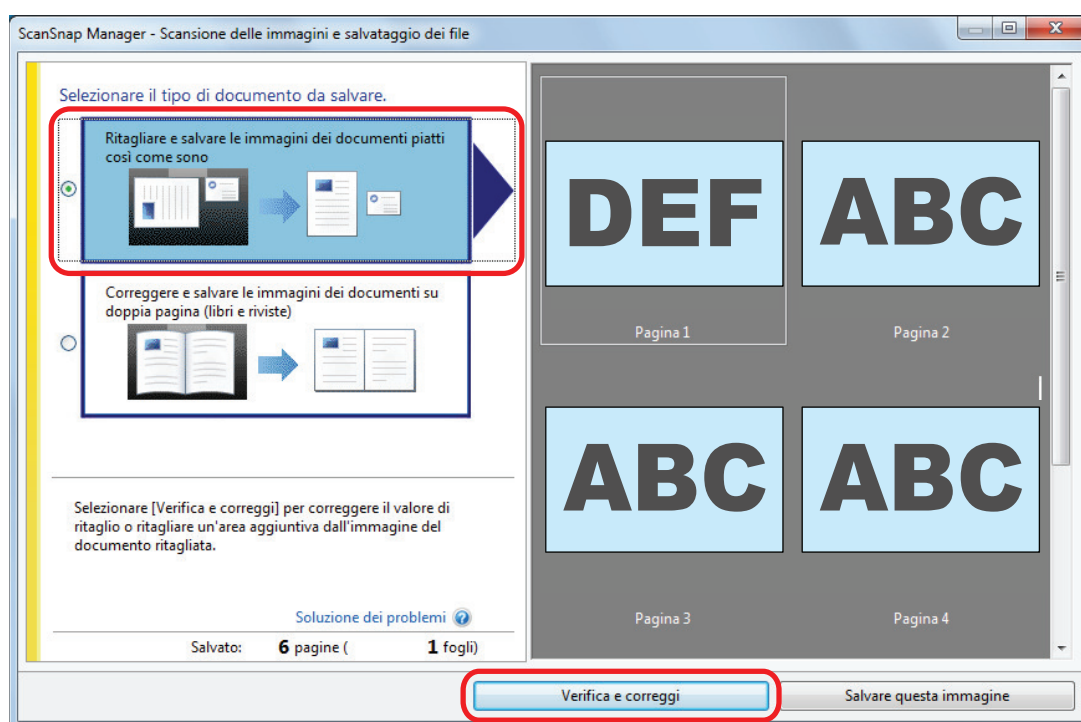 ScanSnap Manager - Scansione delle immagini e salvataggio dei file
Selezionare il tipo di documento da salvare.
Ritagliare e salvare le immagini dei documenti piatti
così come sono
Correggere e salvare le immagini dei documenti su
doppia pagina (libri e riviste)
Selezionare [Verifica e correggi] per correggere il valore di
ritaglio o ritagliare un'area aggiuntiva dall'immagine del
documento ritagliata.
Soluzione dei problemi ?
Salvato: 6 pagine ( 1 fogli)
DEF ABC
Pagina 1 Pagina 2
ABC ABC
Pagina 3 Pagina 4
Verifica e correggi Salvare questa immagine